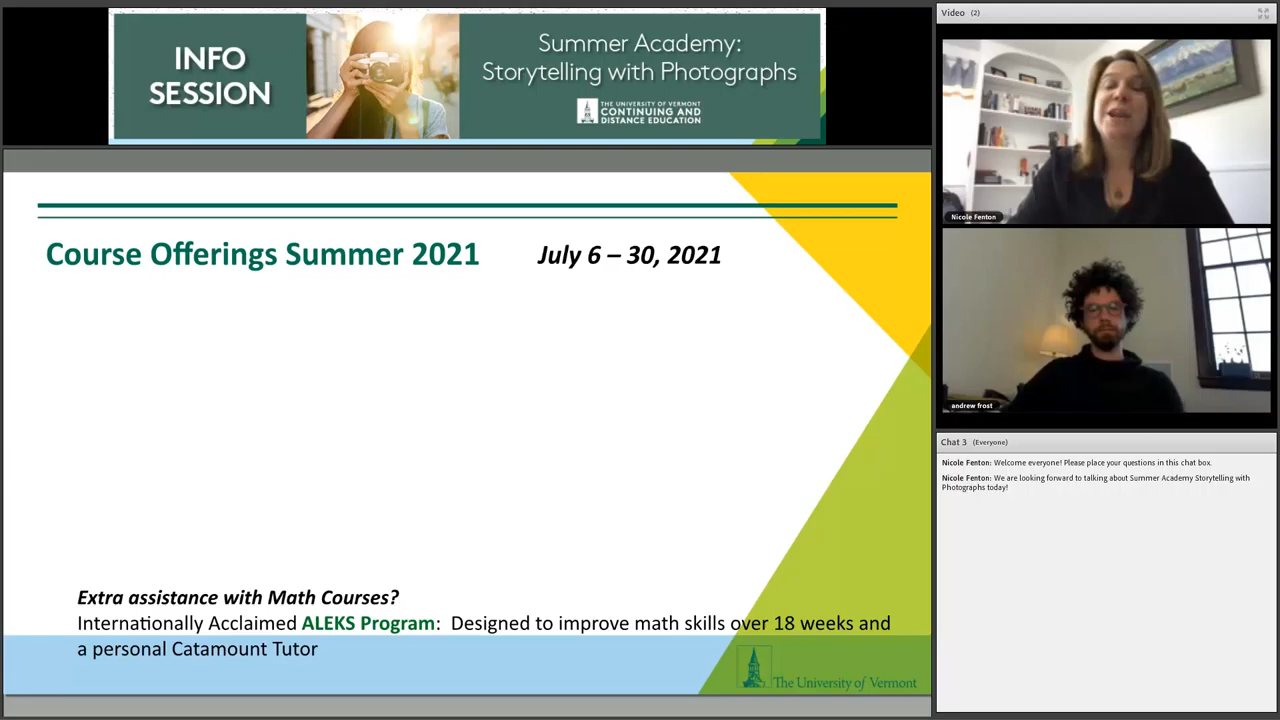 INFO
SESSION
Summer Academy:
Storytelling with Photographs
THE UNIVERSITY OF VERMONT
CONTINUING AND
DISTANCE EDUCATION
Course Offerings Summer 2021 July 6 – 30, 2021
Extra assistance with Math Courses?
Internationally Acclaimed ALEKS Program: Designed to improve math skills over 18 weeks and
a personal Catamount Tutor
The University of Vermont
Video (2)
Nicole Fenton
andrew frost
Chat 3 (Everyone)
Nicole Fenton: Welcome everyone! Please place your questions in this chat box.
Nicole Fenton: We are looking forward to talking about Summer Academy Storytelling with
Photographs today!